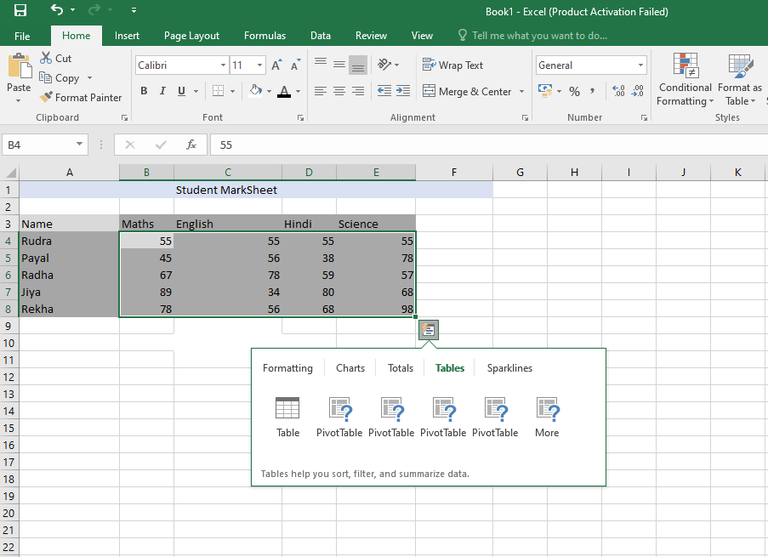 Book1 - Excel (Product Activation Failed)
File Home Insert Page Layout Formulas Data Review View Tell me what you want to do...
Paste
Cut
Copy
Format Painter
Clipboard
Calibri 11 A A
B I U A
Font
Wrap Text
Merge & Center
Alignment
General
% , .0 .00 .00 .0
Number
Conditional Formatting
Format as Table
Styles
B4 fx 55
A B C D E F G H I J K
1 Student MarkSheet
2
3 Name Maths English Hindi Science
4 Rudra 55 55 55 55
5 Payal 45 56 38 78
6 Radha 67 78 59 57
7 Jiya 89 34 80 68
8 Rekha 78 56 68 98
9
10
11
12
13
14
15
16
17
18
19
20
21
22
Formatting Charts Totals Tables Sparklines
Table PivotTable PivotTable PivotTable PivotTable More
Tables help you sort, filter, and summarize data.